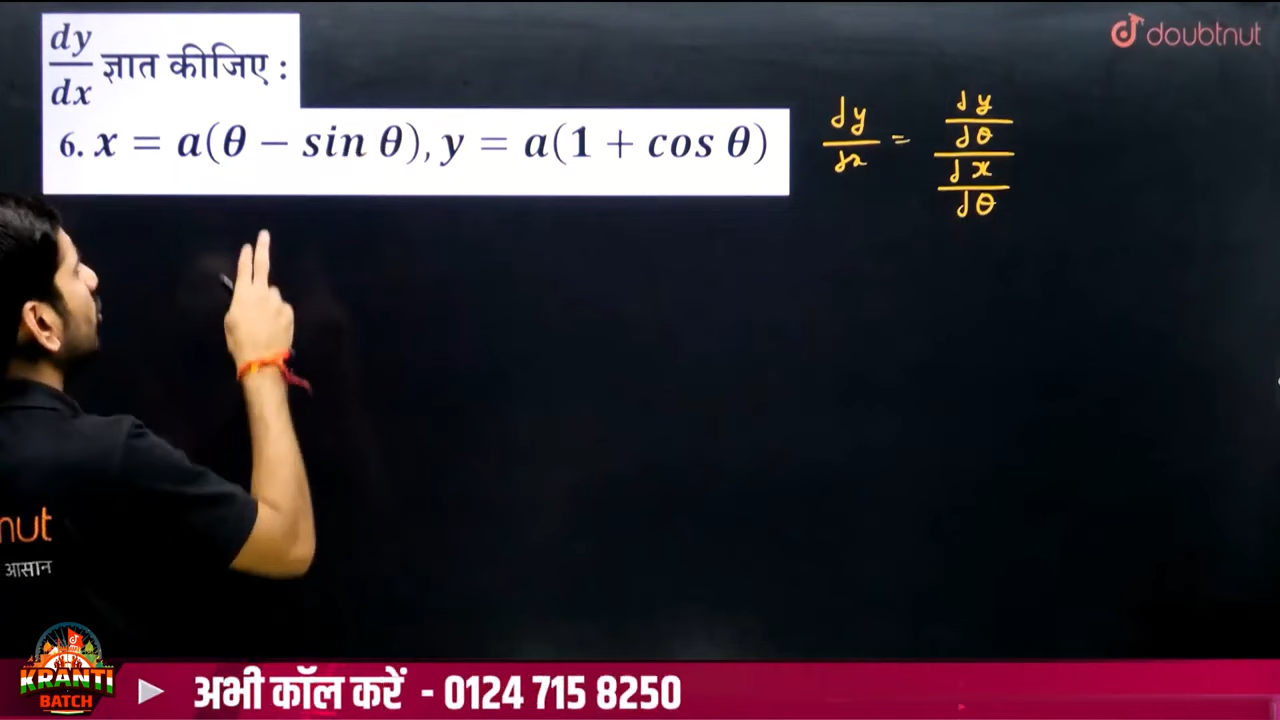 dy/dx ज्ञात कीजिए :
6. x = a(θ − sin θ), y = a(1 + cos θ)
dy/dx = (dy/dθ)/(dx/dθ)
doubtnut
nut
आसान
KRANTI
BATCH
अभी कॉल करें - 0124 715 8250